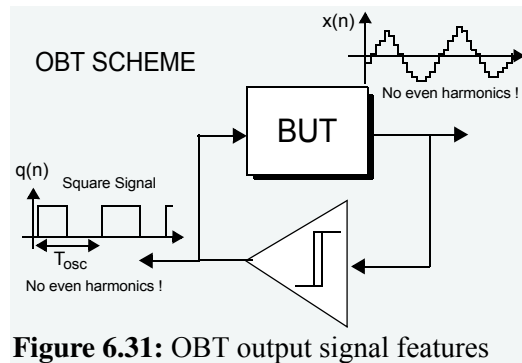 x(n)
OBT SCHEME
No even harmonics !
BUT
q(n)
Square Signal
Tosc
No even harmonics !
Figure 6.31: OBT output signal features